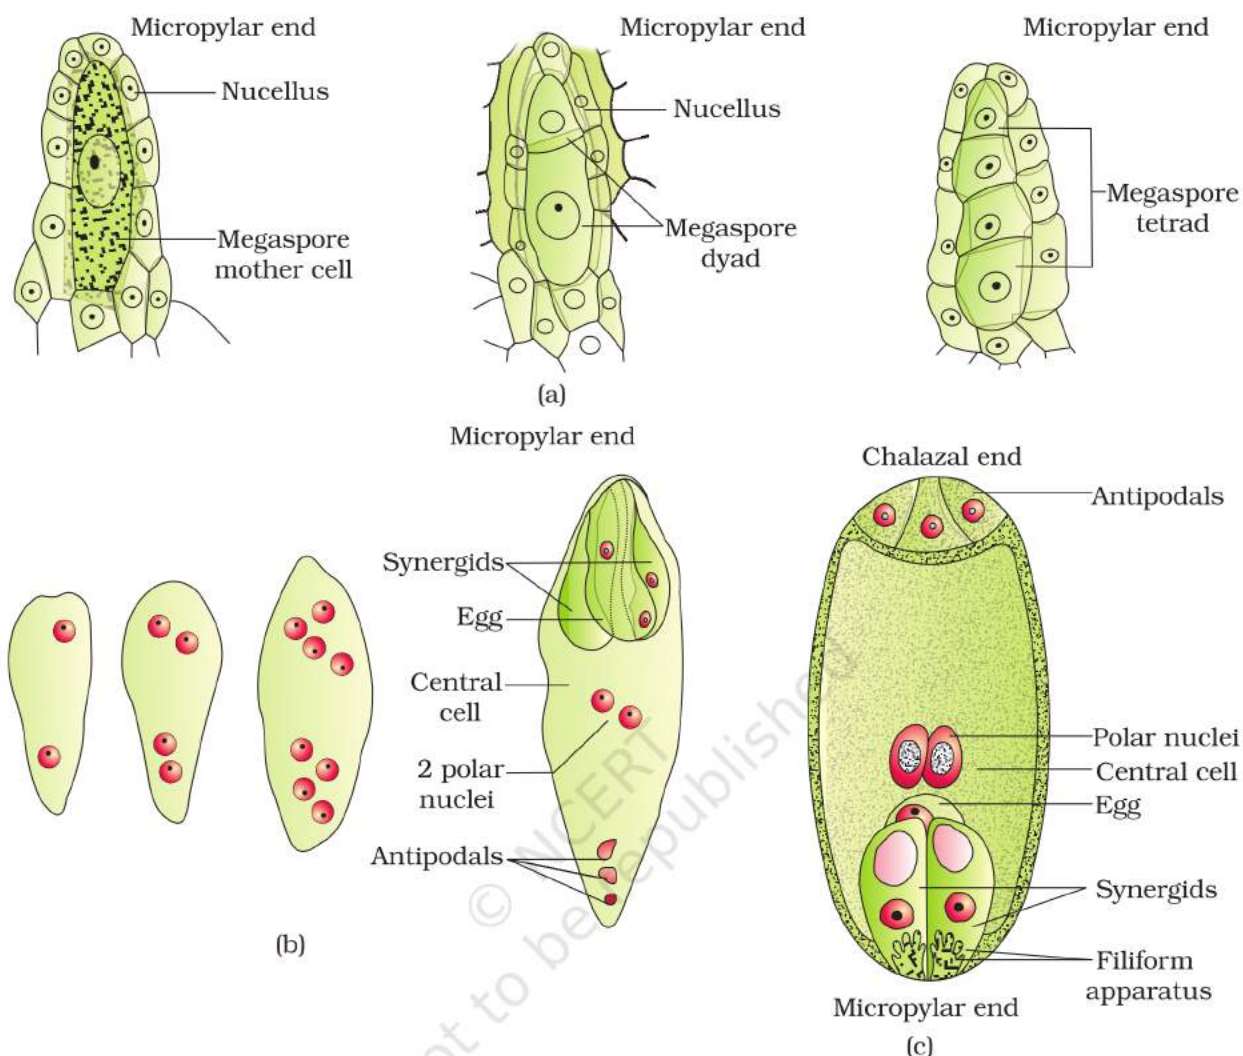 Micropylar end
Nucellus
Megaspore
mother cell
Micropylar end
Nucellus
Megaspore
dyad
Micropylar end
Megaspore
tetrad
(a)
Micropylar end
Synergids
Egg
Central
cell
2 polar
nuclei
Antipodals
(b)
Chalazal end
Antipodals
Polar nuclei
Central cell
Egg
Synergids
Filiform
apparatus
Micropylar end
(c)
© NCERT
not to be republished